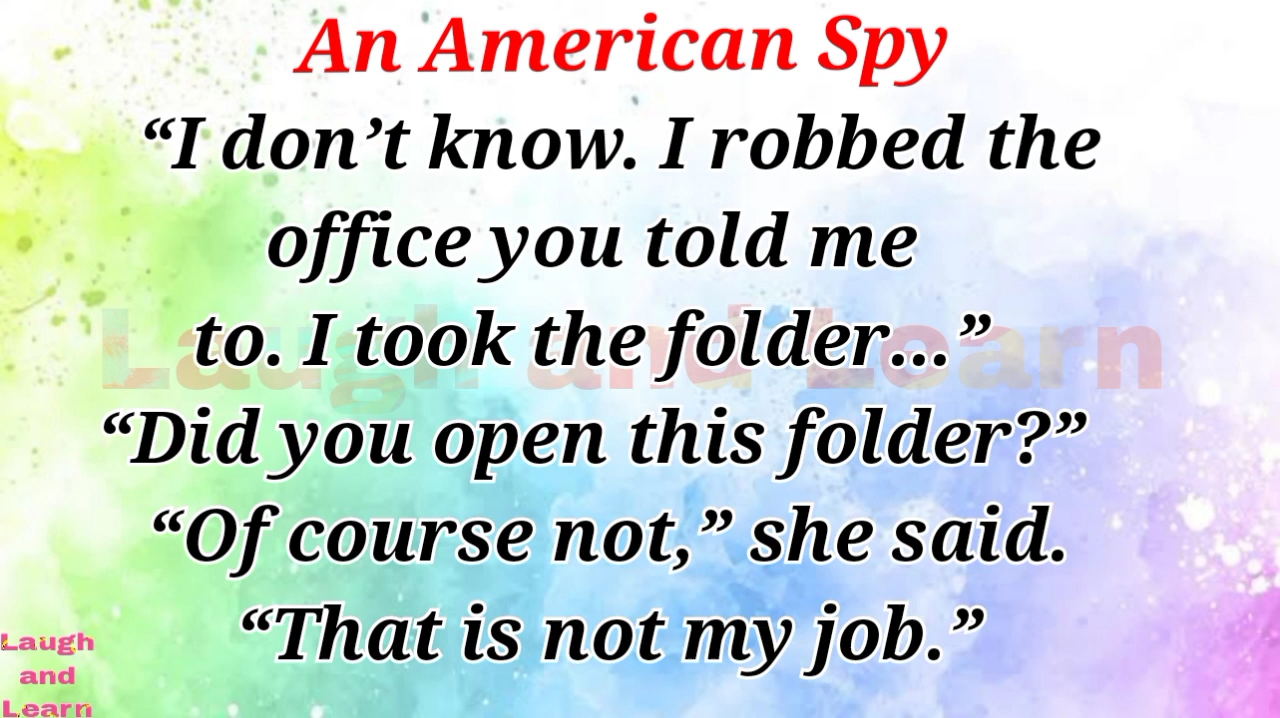 An American Spy
“I don’t know. I robbed the
office you told me
to. I took the folder...”
“Did you open this folder?”
“Of course not,” she said.
“That is not my job.”
Laugh and Learn
Laugh
and
Learn